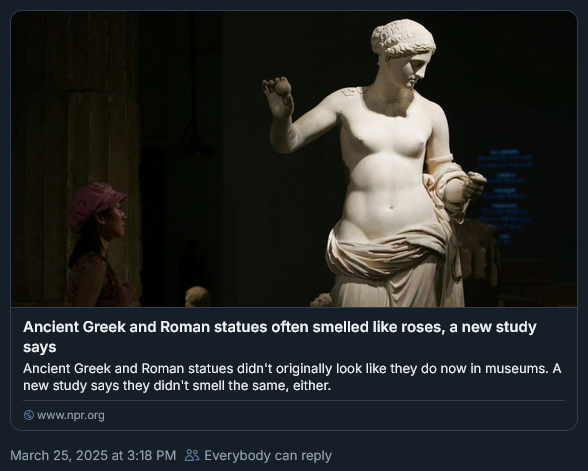 Ancient Greek and Roman statues often smelled like roses, a new study
says
Ancient Greek and Roman statues didn't originally look like they do now in museums. A
new study says they didn't smell the same, either.
www.npr.org
March 25, 2025 at 3:18 PM Everybody can reply